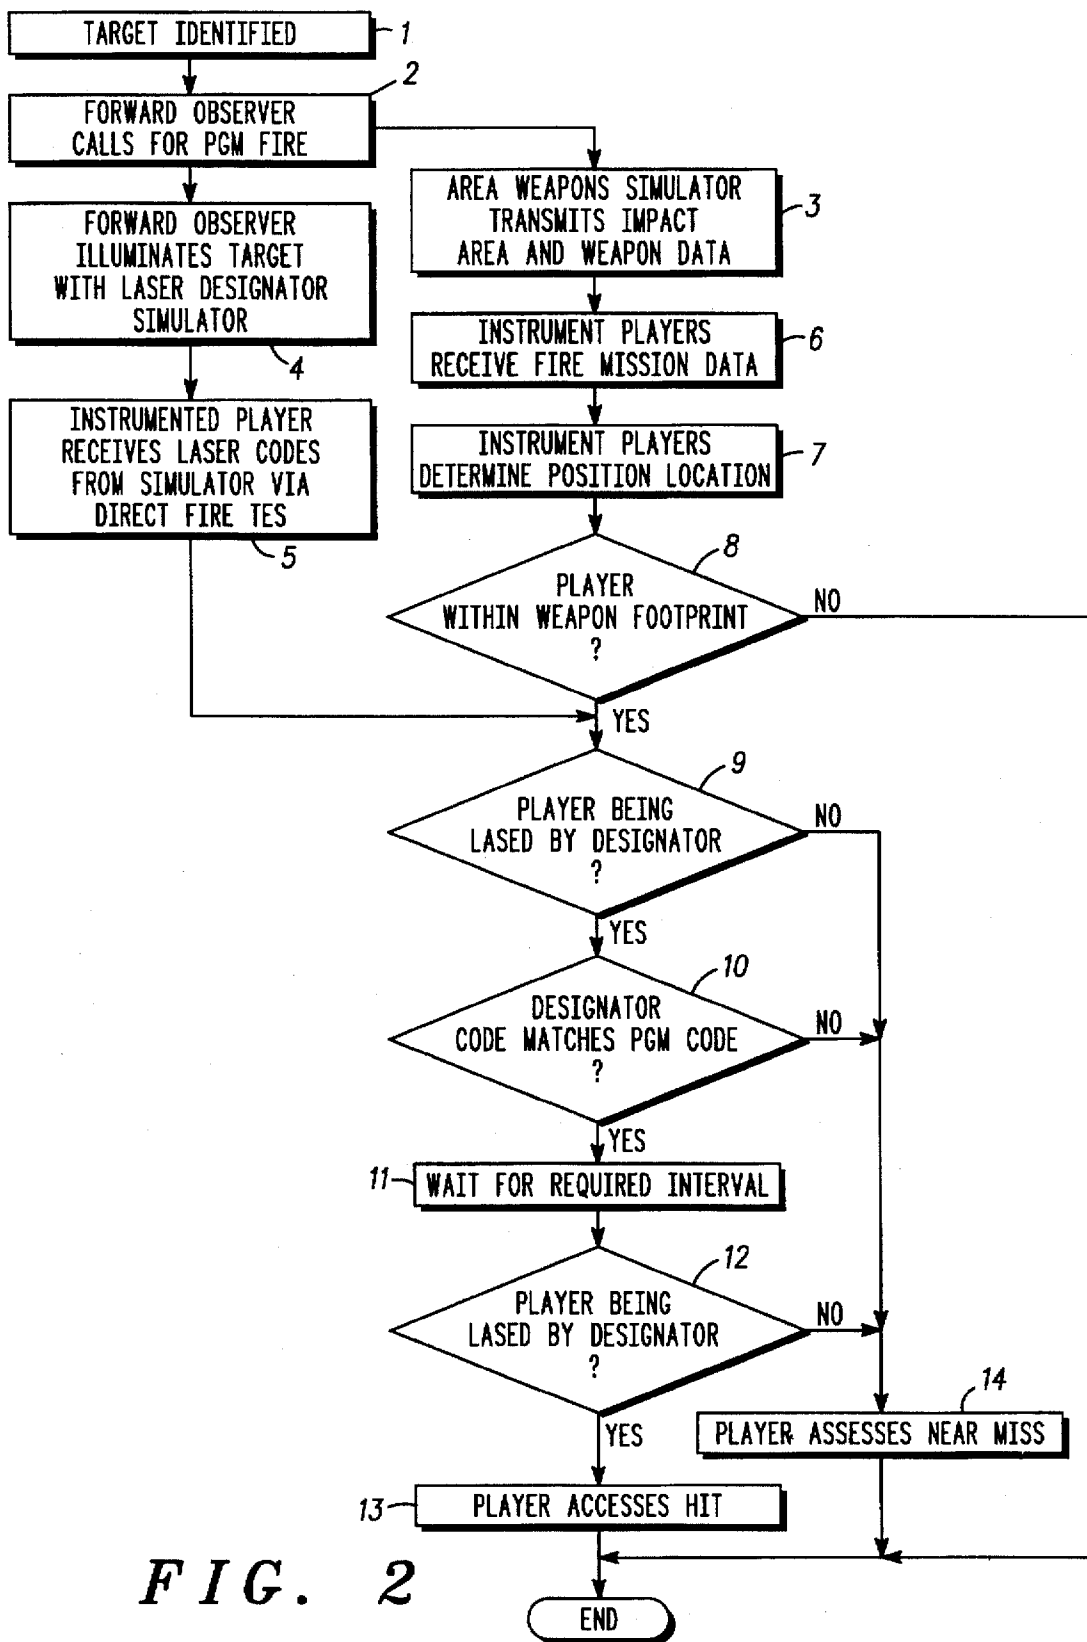 TARGET IDENTIFIED
1
2
FORWARD OBSERVER
CALLS FOR PGM FIRE
AREA WEAPONS SIMULATOR
TRANSMITS IMPACT
AREA AND WEAPON DATA
3
FORWARD OBSERVER
ILLUMINATES TARGET
WITH LASER DESIGNATOR
SIMULATOR
4
INSTRUMENT PLAYERS
RECEIVE FIRE MISSION DATA
6
INSTRUMENTED PLAYER
RECEIVES LASER CODES
FROM SIMULATOR VIA
DIRECT FIRE TES
5
INSTRUMENT PLAYERS
DETERMINE POSITION LOCATION
7
8
PLAYER
WITHIN WEAPON FOOTPRINT
?
NO
YES
9
PLAYER BEING
LASED BY DESIGNATOR
?
NO
YES
10
DESIGNATOR
CODE MATCHES PGM CODE
?
NO
YES
11
WAIT FOR REQUIRED INTERVAL
12
PLAYER BEING
LASED BY DESIGNATOR
?
NO
YES
14
PLAYER ASSESSES NEAR MISS
13
PLAYER ACCESSES HIT
FIG. 2
END